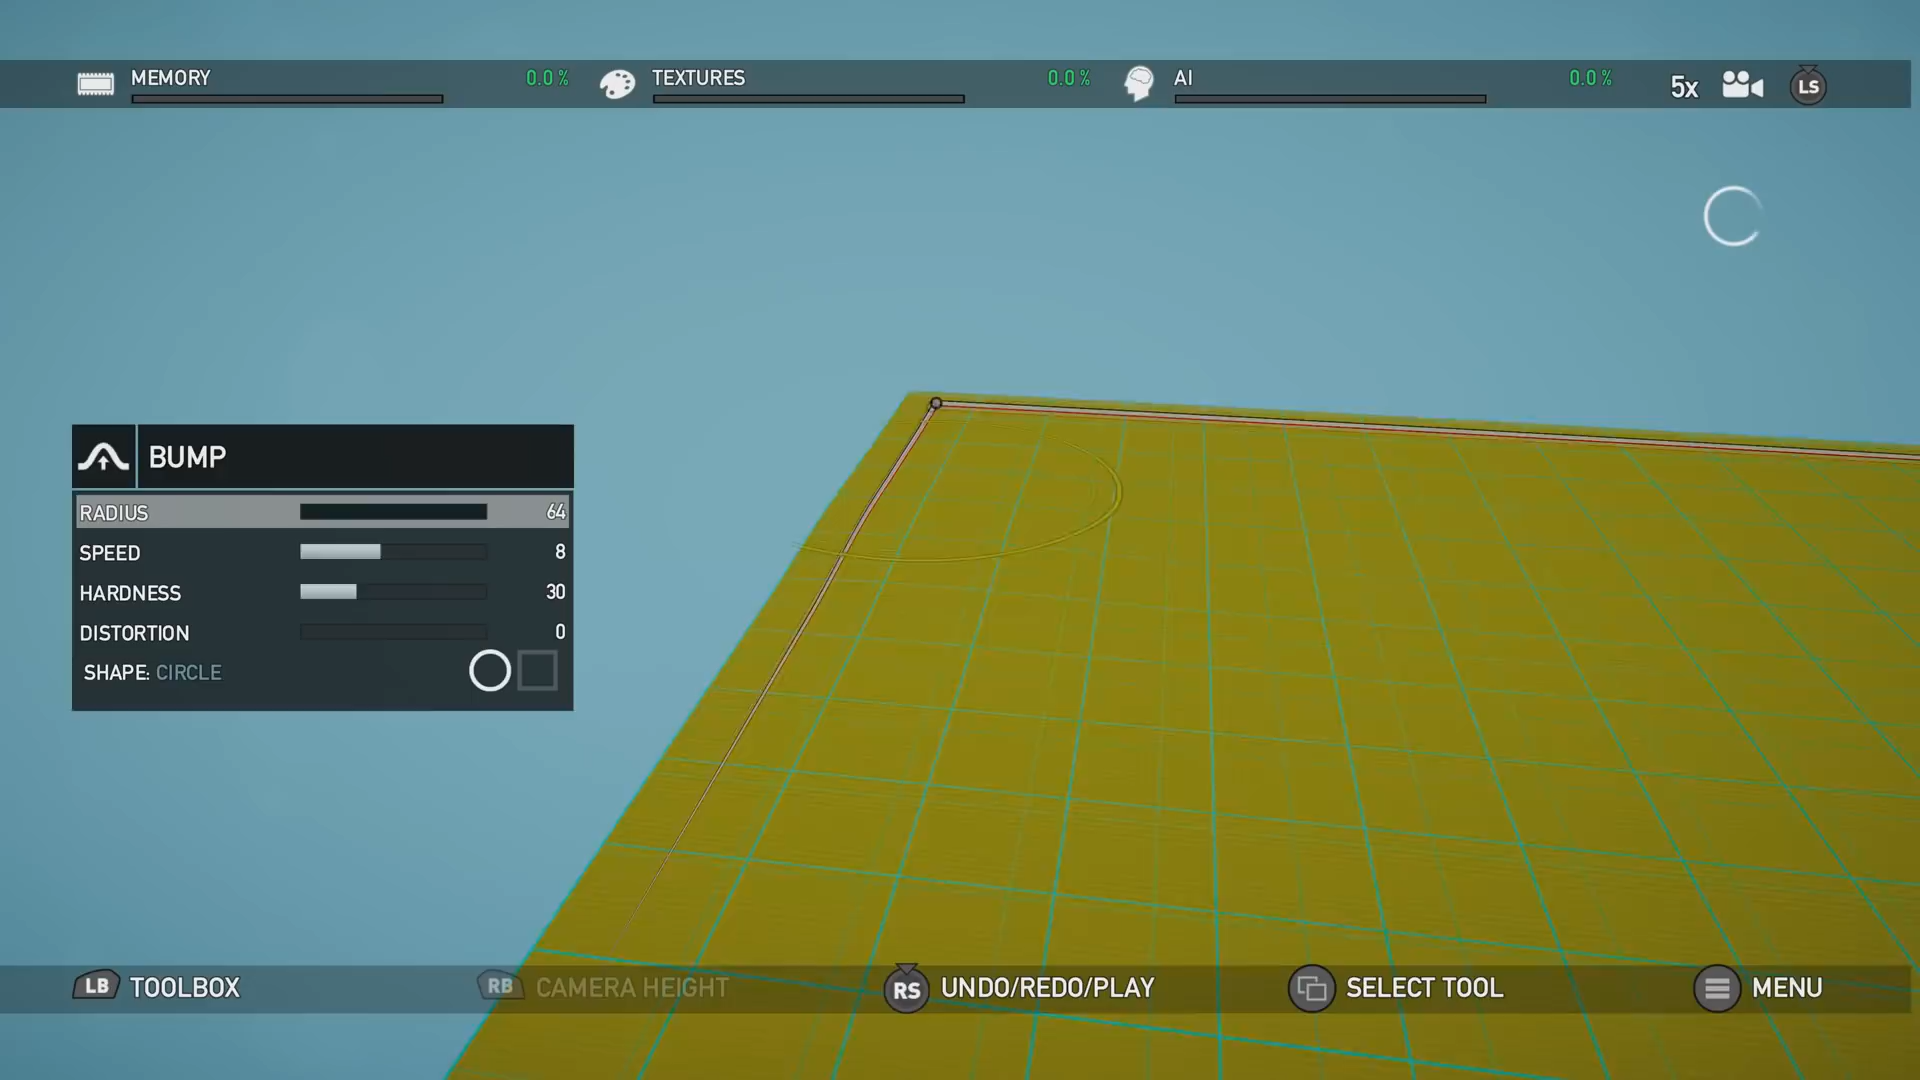 MEMORY 0.0 % TEXTURES 0.0 % AI 0.0 % 5x LS
BUMP
RADIUS 64
SPEED 8
HARDNESS 30
DISTORTION 0
SHAPE: CIRCLE
LB TOOLBOX RB CAMERA HEIGHT RS UNDO/REDO/PLAY SELECT TOOL MENU